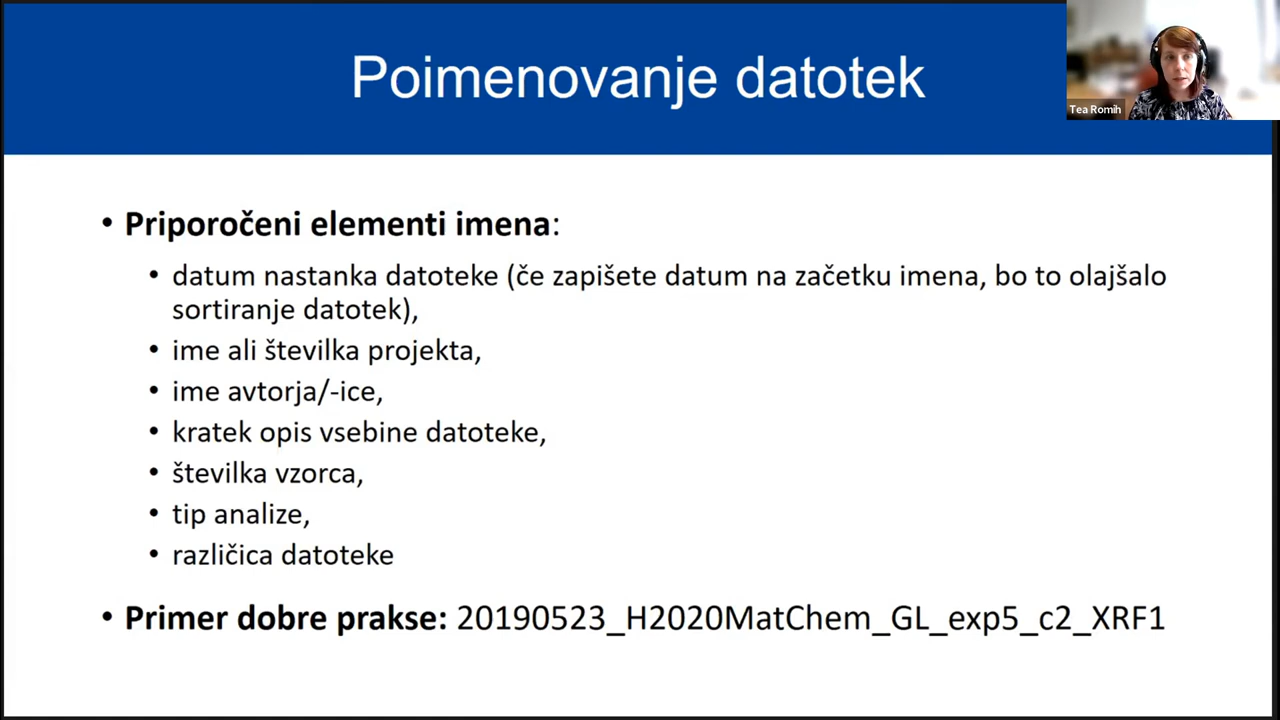 Poimenovanje datotek
Tea Romih
• Priporočeni elementi imena:
• datum nastanka datoteke (če zapišete datum na začetku imena, bo to olajšalo
sortiranje datotek),
• ime ali številka projekta,
• ime avtorja/-ice,
• kratek opis vsebine datoteke,
• številka vzorca,
• tip analize,
• različica datoteke
• Primer dobre prakse: 20190523_H2020MatChem_GL_exp5_c2_XRF1